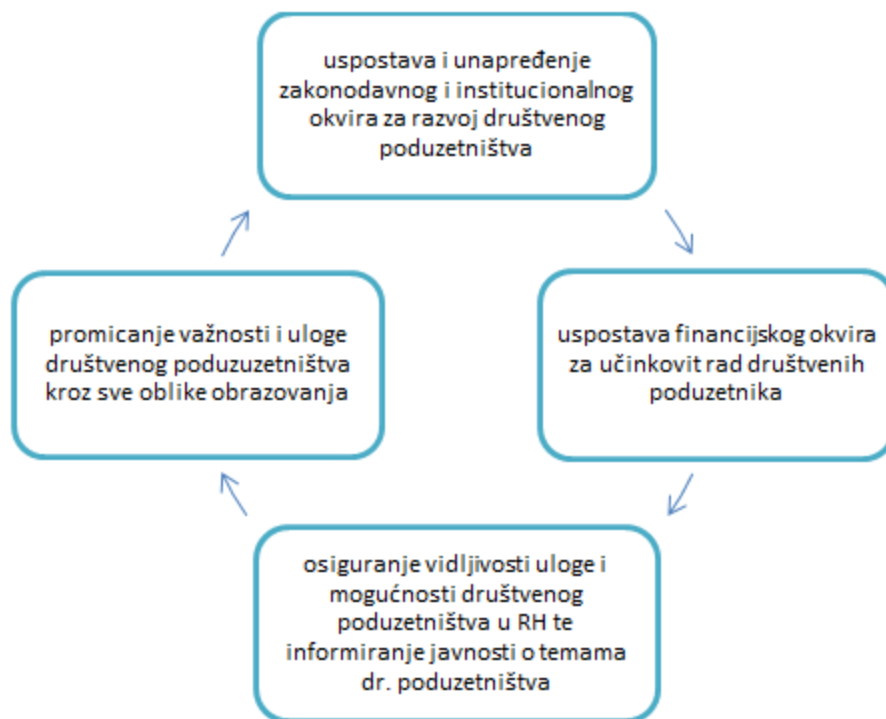 uspostava i unapređenje
zakonodavnog i institucionalnog
okvira za razvoj društvenog
poduzetništva
promicanje važnosti i uloge
društvenog poduzuzetništva
kroz sve oblike obrazovanja
uspostava financijskog okvira
za učinkovit rad društvenih
poduzetnika
osiguranje vidljivosti uloge i
mogućnosti društvenog
poduzetništva u RH te
informiranje javnosti o temama
dr. poduzetništva